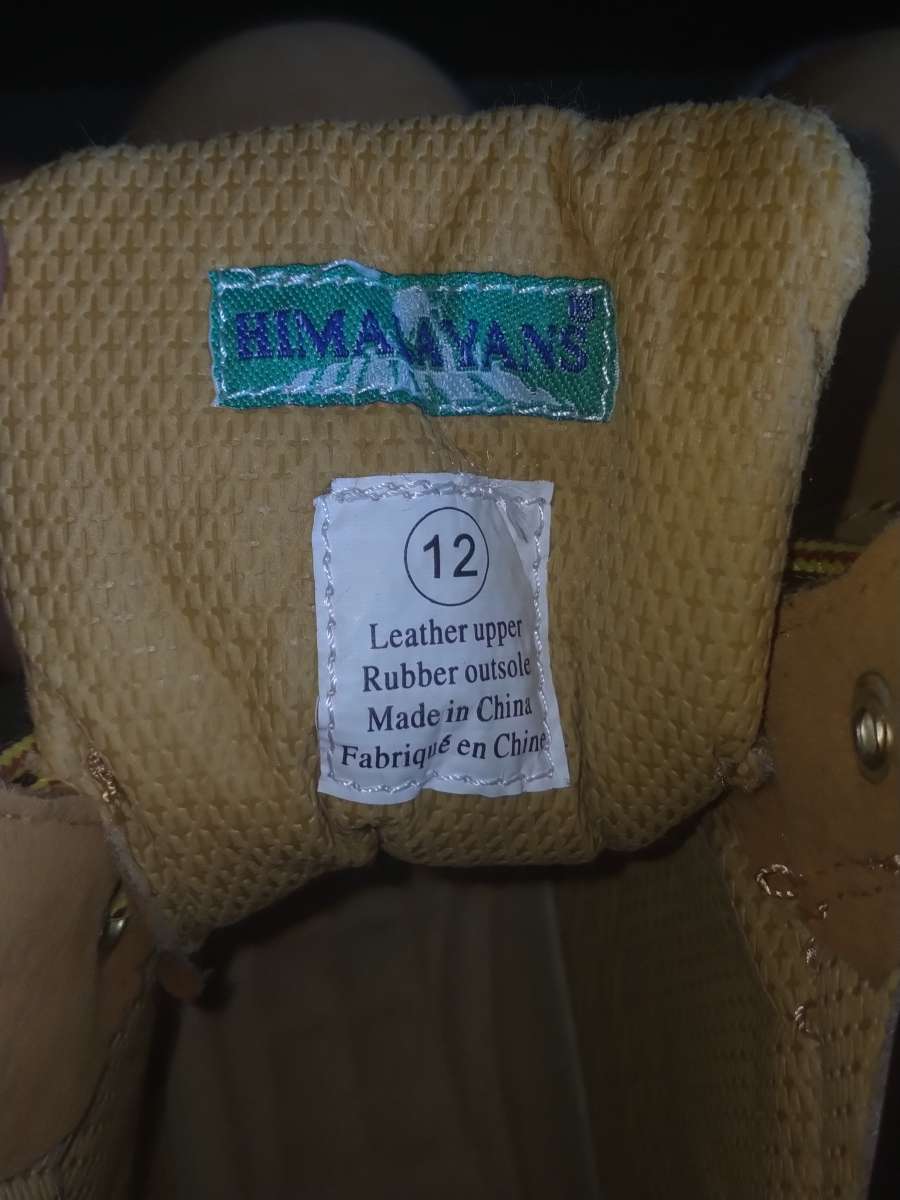 HIMALAYANS®
12
Leather upper
Rubber outsole
Made in China
Fabriqué en Chine